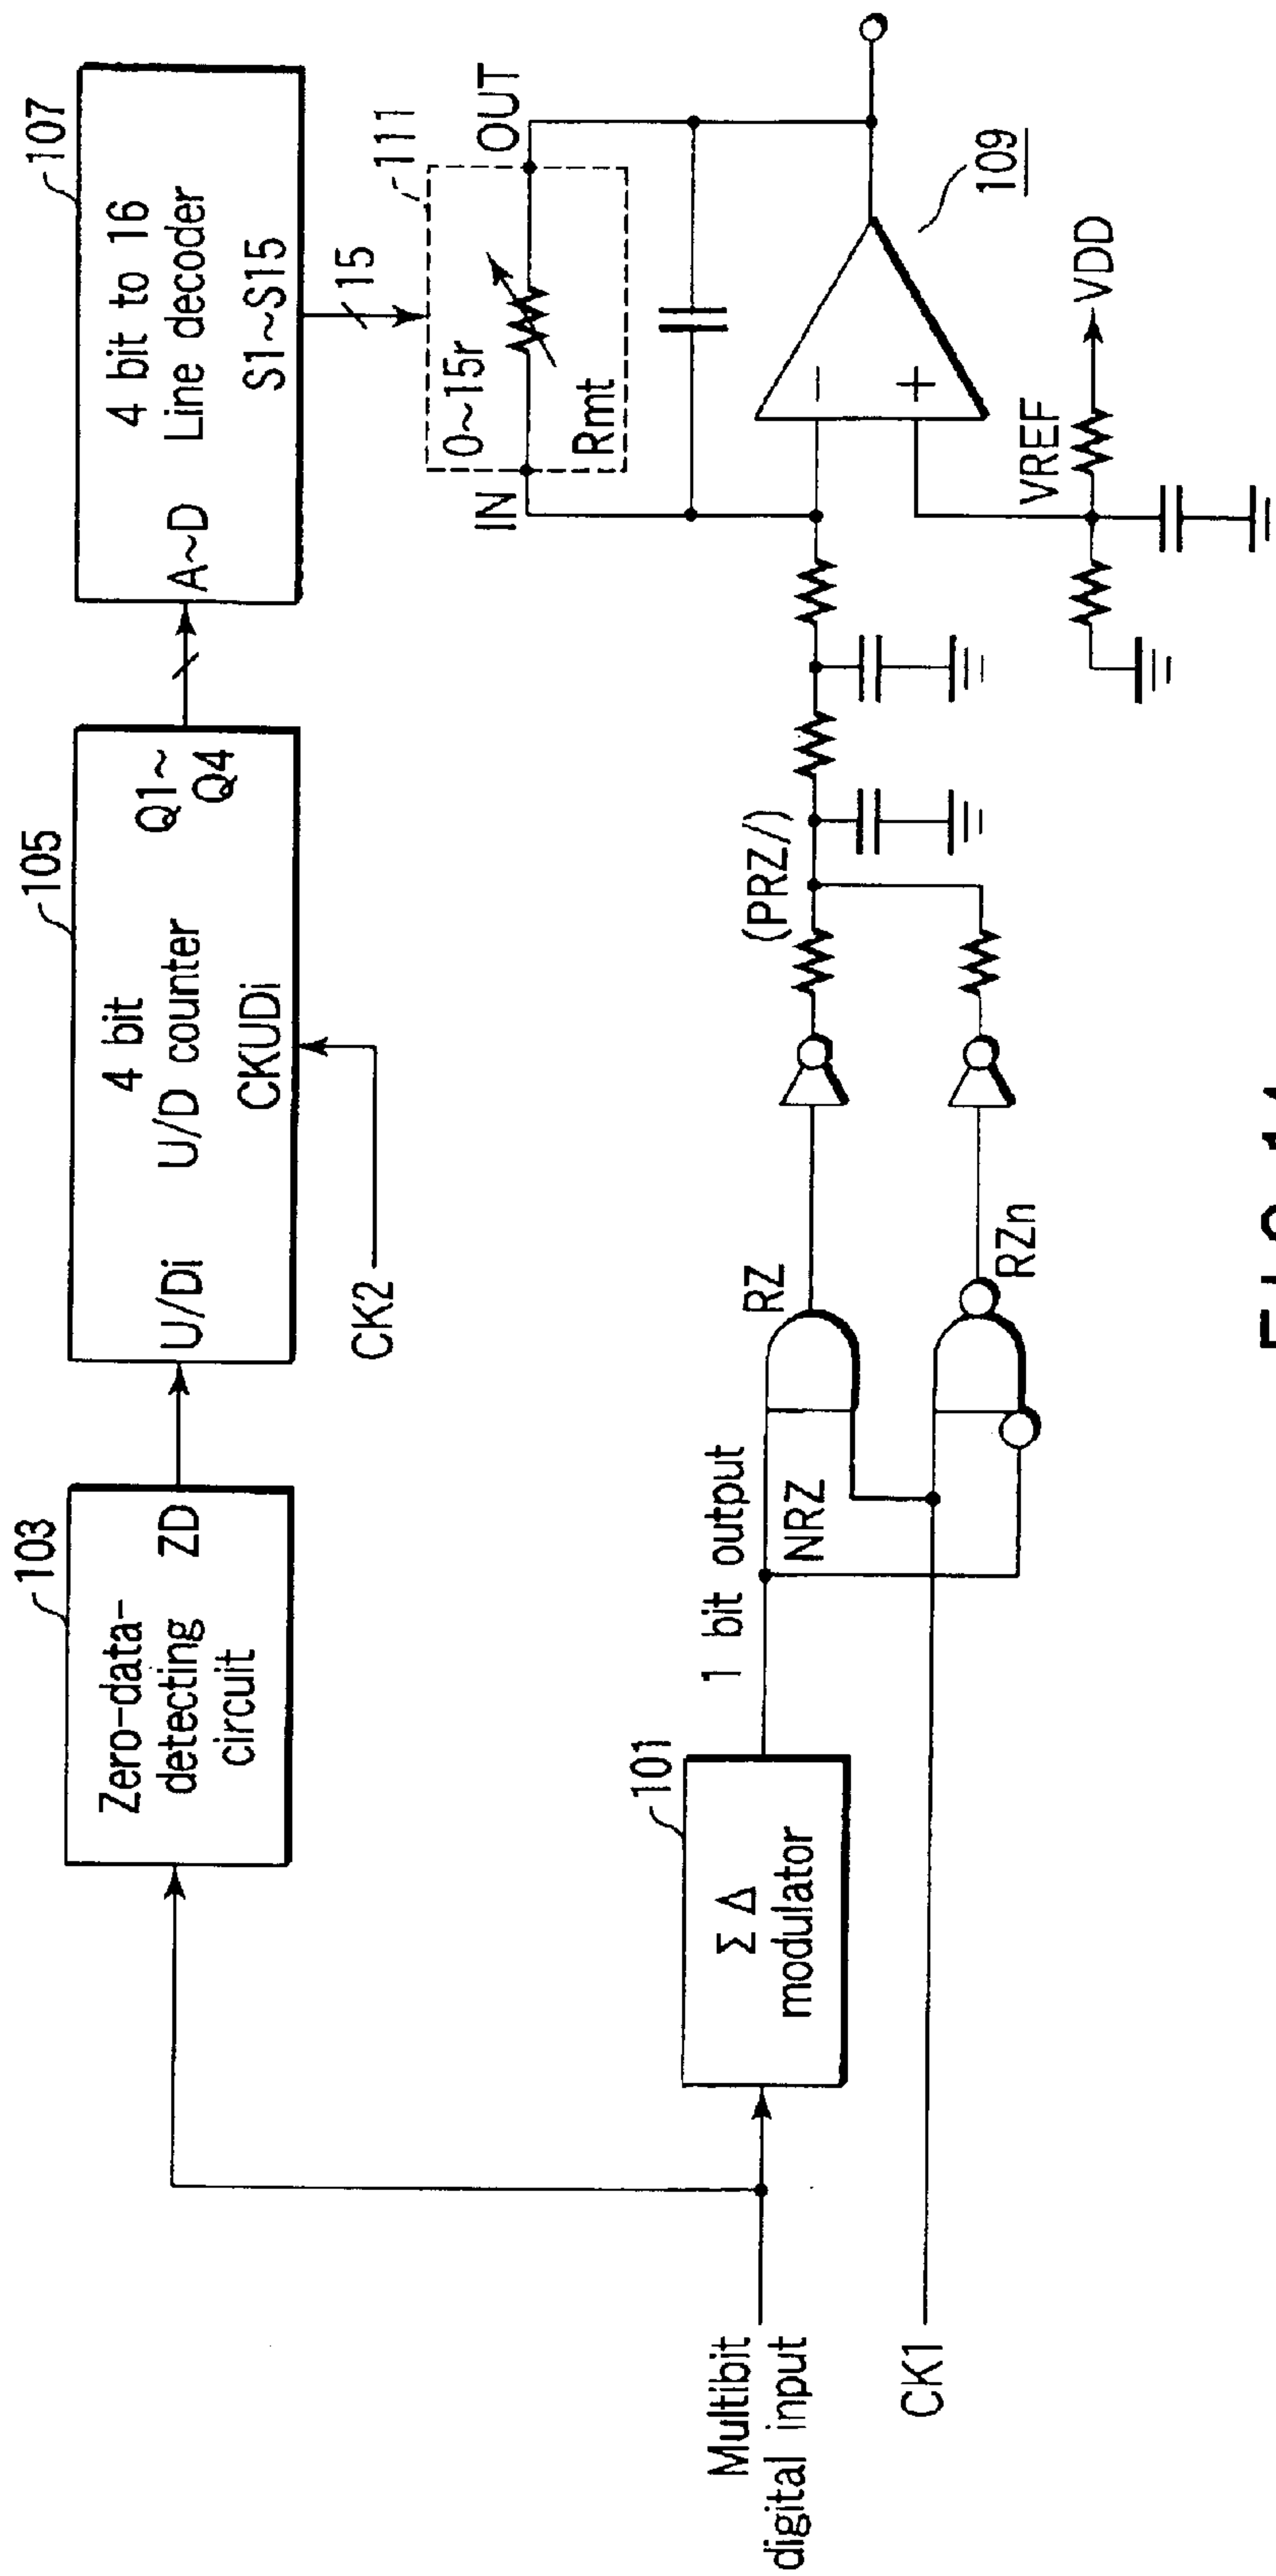 103
Zero-data-
detecting
circuit
ZD
105
4 bit
U/D counter
U/Di
CKUDi
Q1~
Q4
CK2
107
4 bit to 16
Line decoder
A~D
S1~S15
15
111
IN
0~15r
Rmt
OUT
Multibit
digital input
101
Σ Δ
modulator
1 bit output
NRZ
RZ
RZn
(PRZ/)
CK1
−
+
109
VREF
VDD